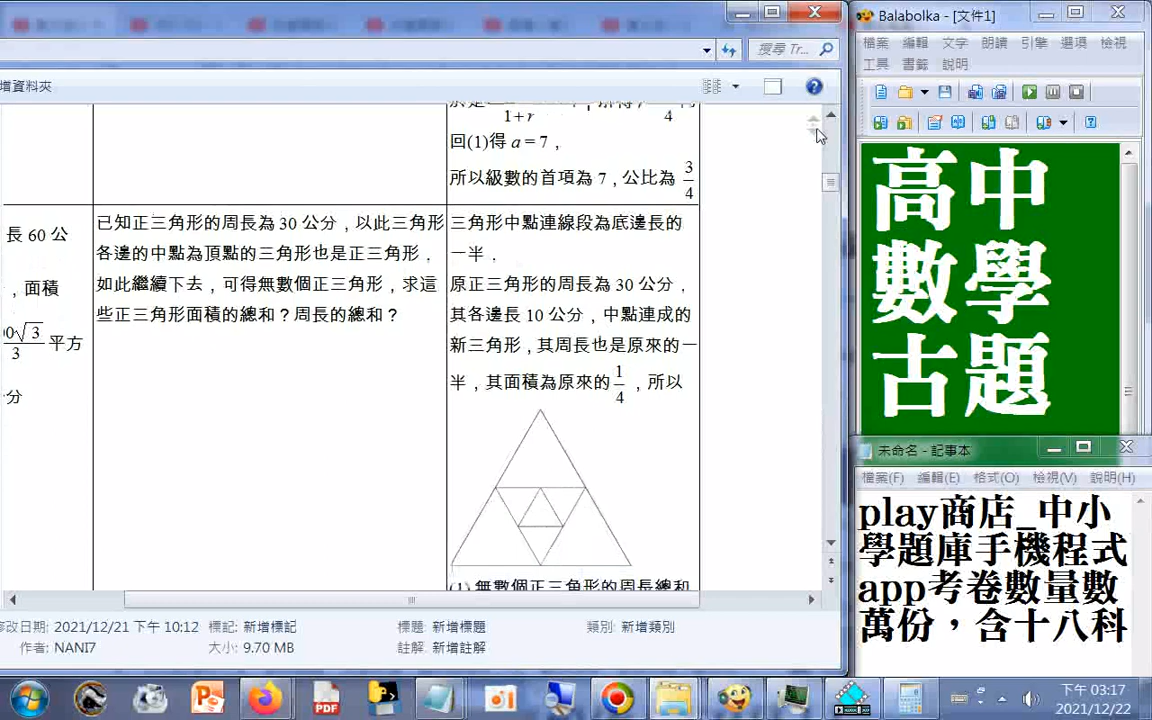 搜尋 Tr...
增資料夾
1+r
4
回(1)得 a = 7,
所以級數的首項為 7,公比為 3/4
長 60 公
,面積
00√3/3 平方
分
已知正三角形的周長為 30 公分,以此三角形
各邊的中點為頂點的三角形也是正三角形.
如此繼續下去,可得無數個正三角形,求這
些正三角形面積的總和?周長的總和?
三角形中點連線段為底邊長的
一半.
原正三角形的周長為 30 公分,
其各邊長 10 公分,中點連成的
新三角形,其周長也是原來的一
半,其面積為原來的 1/4 ,所以
(1) 無數個正三角形的周長總和
修改日期: 2021/12/21 下午 10:12 標記: 新增標記 標題: 新增標題 類別: 新增類別
作者: NANI7 大小: 9.70 MB 註解: 新增註解
Balabolka - [文件1]
檔案 編輯 文字 朗讀 引擎 選項 檢視
工具 書籤 說明
高中
數學
古題
未命名 - 記事本
檔案(F) 編輯(E) 格式(O) 檢視(V) 說明(H)
play商店_中小
學題庫手機程式
app考卷數量數
萬份,含十八科
下午 03:17
2021/12/22